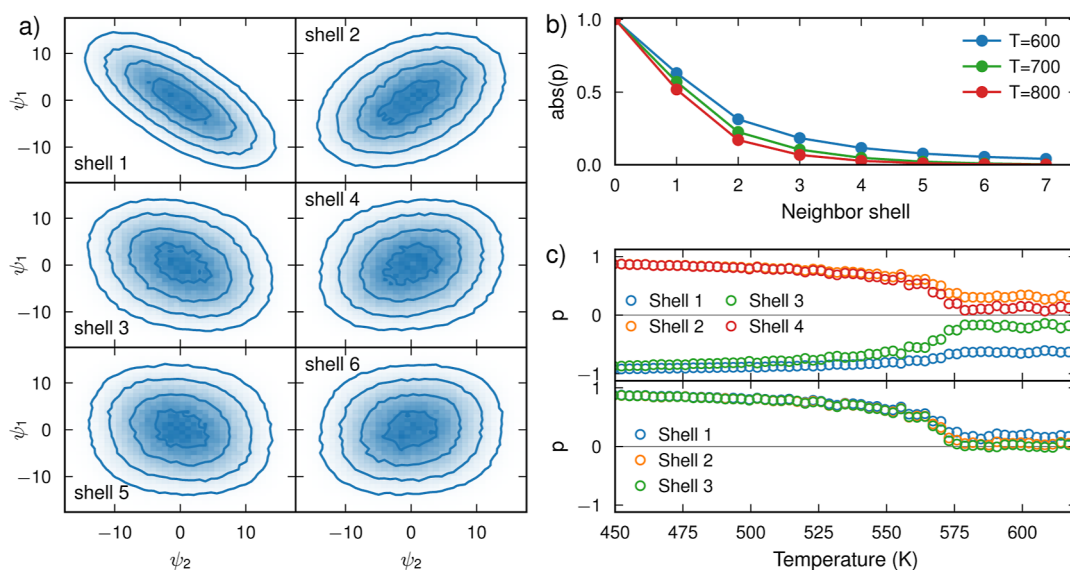 a)
shell 1
shell 2
shell 3
shell 4
shell 5
shell 6
10
0
−10
ψ1
10
0
−10
ψ1
10
0
−10
ψ1
−10 0 10
−10 0 10
ψ2
ψ2
b)
1.0
0.5
0.0
abs(p)
T=600
T=700
T=800
0 1 2 3 4 5 6 7
Neighbor shell
c)
1
0
−1
p
Shell 1
Shell 2
Shell 3
Shell 4
1
0
−1
p
Shell 1
Shell 2
Shell 3
450 475 500 525 550 575 600
Temperature (K)